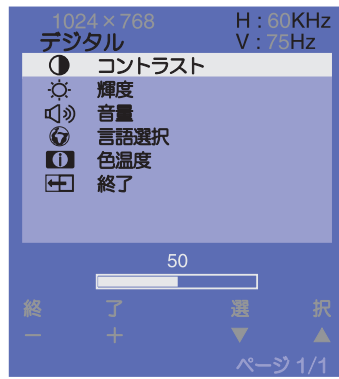 1024×768 H : 60KHz
デジタル V : 75Hz
コントラスト
輝度
音量
言語選択
色温度
終了
50
終 了 選 択
− + ▼ ▲
ページ 1/1